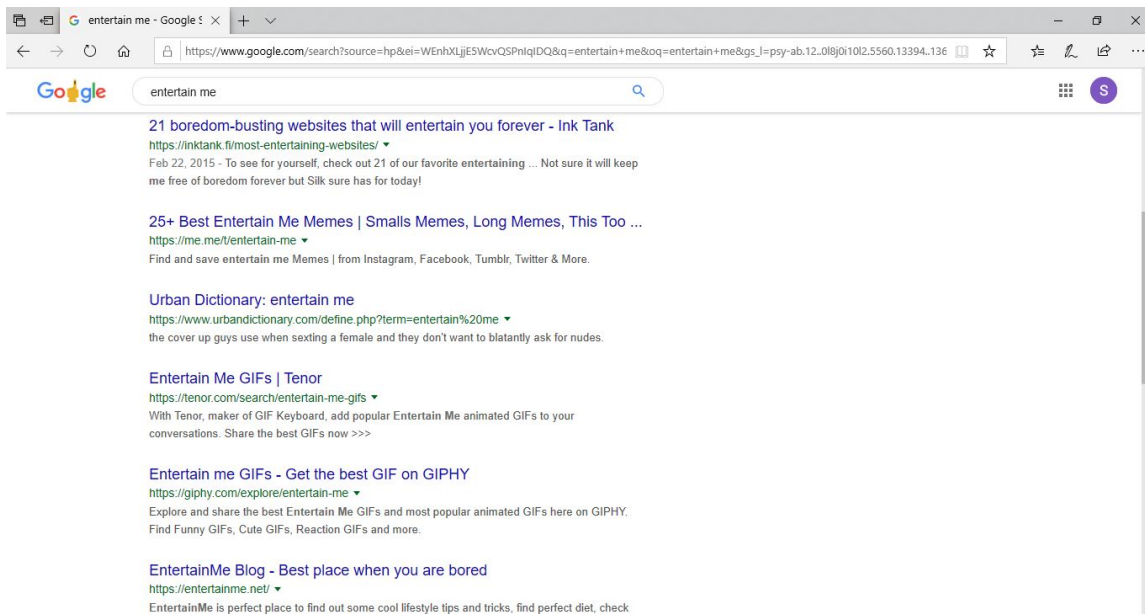 entertain me - Google S
https://www.google.com/search?source=hp&ei=WEnhXLjjE5WcvQSPnIqIDQ&q=entertain+me&oq=entertain+me&gs_l=psy-ab.12..0l8j0i10l2.5560.13394..136
Google
entertain me
S
21 boredom-busting websites that will entertain you forever - Ink Tank
https://inktank.fi/most-entertaining-websites/
Feb 22, 2015 - To see for yourself, check out 21 of our favorite entertaining ... Not sure it will keep
me free of boredom forever but Silk sure has for today!
25+ Best Entertain Me Memes | Smalls Memes, Long Memes, This Too ...
https://me.me/t/entertain-me
Find and save entertain me Memes | from Instagram, Facebook, Tumblr, Twitter & More.
Urban Dictionary: entertain me
https://www.urbandictionary.com/define.php?term=entertain%20me
the cover up guys use when sexting a female and they don't want to blatantly ask for nudes.
Entertain Me GIFs | Tenor
https://tenor.com/search/entertain-me-gifs
With Tenor, maker of GIF Keyboard, add popular Entertain Me animated GIFs to your
conversations. Share the best GIFs now >>>
Entertain me GIFs - Get the best GIF on GIPHY
https://giphy.com/explore/entertain-me
Explore and share the best Entertain Me GIFs and most popular animated GIFs here on GIPHY.
Find Funny GIFs, Cute GIFs, Reaction GIFs and more.
EntertainMe Blog - Best place when you are bored
https://entertainme.net/
EntertainMe is perfect place to find out some cool lifestyle tips and tricks, find perfect diet, check